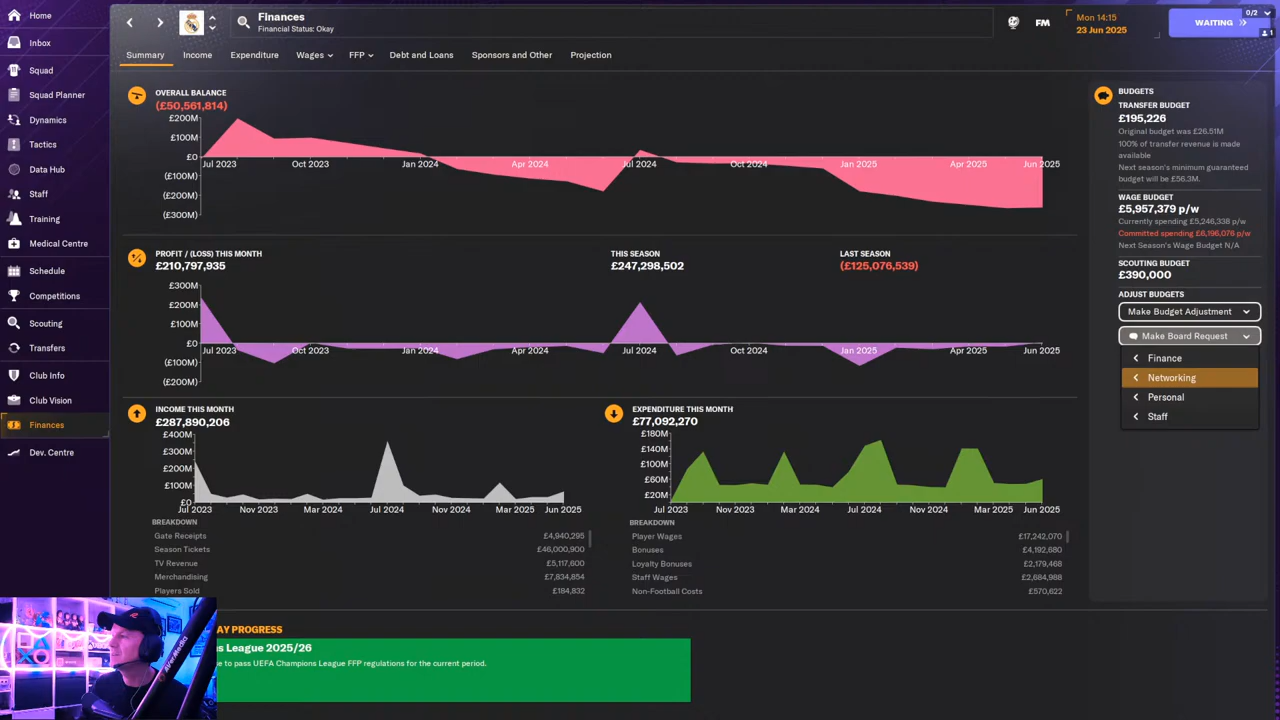 Home
Inbox
Squad
Squad Planner
Dynamics
Tactics
Data Hub
Staff
Training
Medical Centre
Schedule
Competitions
Scouting
Transfers
Club Info
Club Vision
Finances
Dev. Centre
Finances
Financial Status: Okay
FM
Mon 14:15
23 Jun 2025
0/2
WAITING
1
Summary
Income
Expenditure
Wages
FFP
Debt and Loans
Sponsors and Other
Projection
OVERALL BALANCE
(£50,561,814)
£200M
£100M
£0
(£100M)
(£200M)
(£300M)
Jul 2023
Oct 2023
Jan 2024
Apr 2024
Jul 2024
Oct 2024
Jan 2025
Apr 2025
Jun 2025
PROFIT / (LOSS) THIS MONTH
£210,797,935
THIS SEASON
£247,298,502
LAST SEASON
(£125,076,539)
£300M
£200M
£100M
£0
(£100M)
(£200M)
Jul 2023
Oct 2023
Jan 2024
Apr 2024
Jul 2024
Oct 2024
Jan 2025
Apr 2025
Jun 2025
INCOME THIS MONTH
£287,890,206
£400M
£300M
£200M
£100M
£0
Jul 2023
Nov 2023
Mar 2024
Jul 2024
Nov 2024
Mar 2025
Jun 2025
BREAKDOWN
Gate Receipts £4,940,295
Season Tickets £46,000,900
TV Revenue £5,117,600
Merchandising £7,834,854
Players Sold £184,832
EXPENDITURE THIS MONTH
£77,092,270
£180M
£140M
£100M
£60M
£20M
Jul 2023
Nov 2023
Mar 2024
Jul 2024
Nov 2024
Mar 2025
Jun 2025
BREAKDOWN
Player Wages £17,242,070
Bonuses £4,192,680
Loyalty Bonuses £2,179,468
Staff Wages £2,684,988
Non-Football Costs £570,622
AY PROGRESS
s League 2025/26
e to pass UEFA Champions League FFP regulations for the current period.
BUDGETS
TRANSFER BUDGET
£195,226
Original budget was £26.51M
100% of transfer revenue is made
available
Next season's minimum guaranteed
budget will be £56.3M.
WAGE BUDGET
£5,957,379 p/w
Currently spending £5,246,338 p/w
Committed spending £6,196,076 p/w
Next Season's Wage Budget N/A
SCOUTING BUDGET
£390,000
ADJUST BUDGETS
Make Budget Adjustment
Make Board Request
Finance
Networking
Personal
Staff
AVerMedia